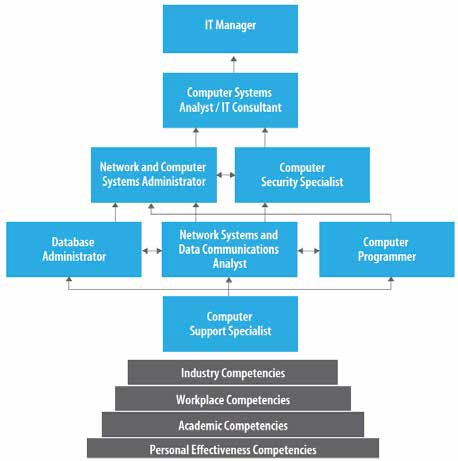 IT Manager
Computer Systems
Analyst / IT Consultant
Network and Computer
Systems Administrator
Computer
Security Specialist
Database
Administrator
Network Systems and
Data Communications
Analyst
Computer
Programmer
Computer
Support Specialist
Industry Competencies
Workplace Competencies
Academic Competencies
Personal Effectiveness Competencies